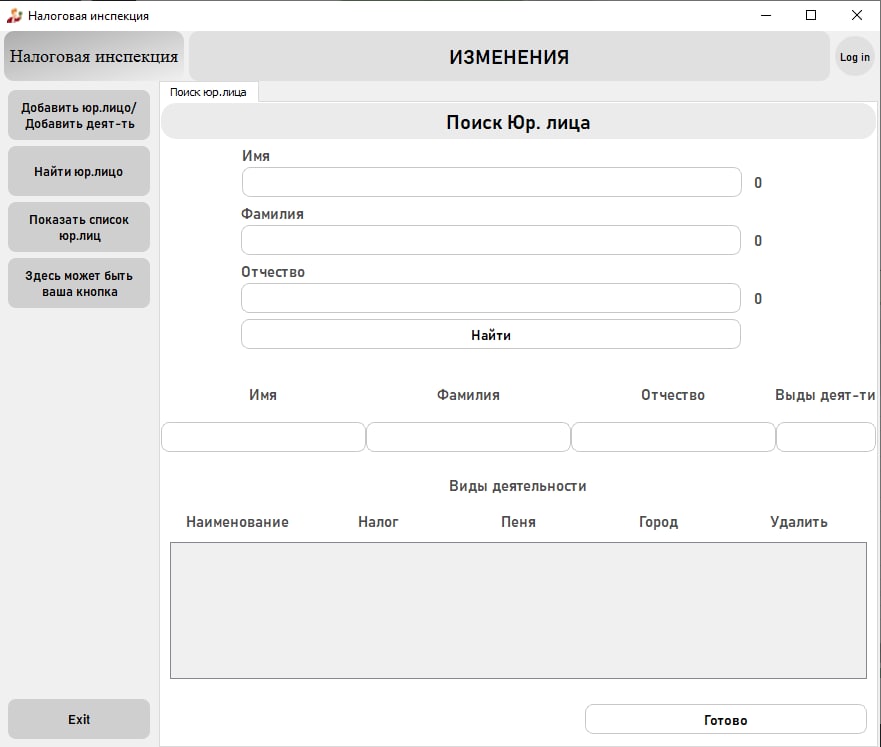 Налоговая инспекция
Налоговая инспекция
ИЗМЕНЕНИЯ
Log in
Добавить юр.лицо/
Добавить деят-ть
Найти юр.лицо
Показать список
юр.лиц
Здесь может быть
ваша кнопка
Exit
Поиск юр.лица
Поиск Юр. лица
Имя
0
Фамилия
0
Отчество
0
Найти
Имя Фамилия Отчество Выды деят-ти
Виды деятельности
Наименование Налог Пеня Город Удалить
Готово